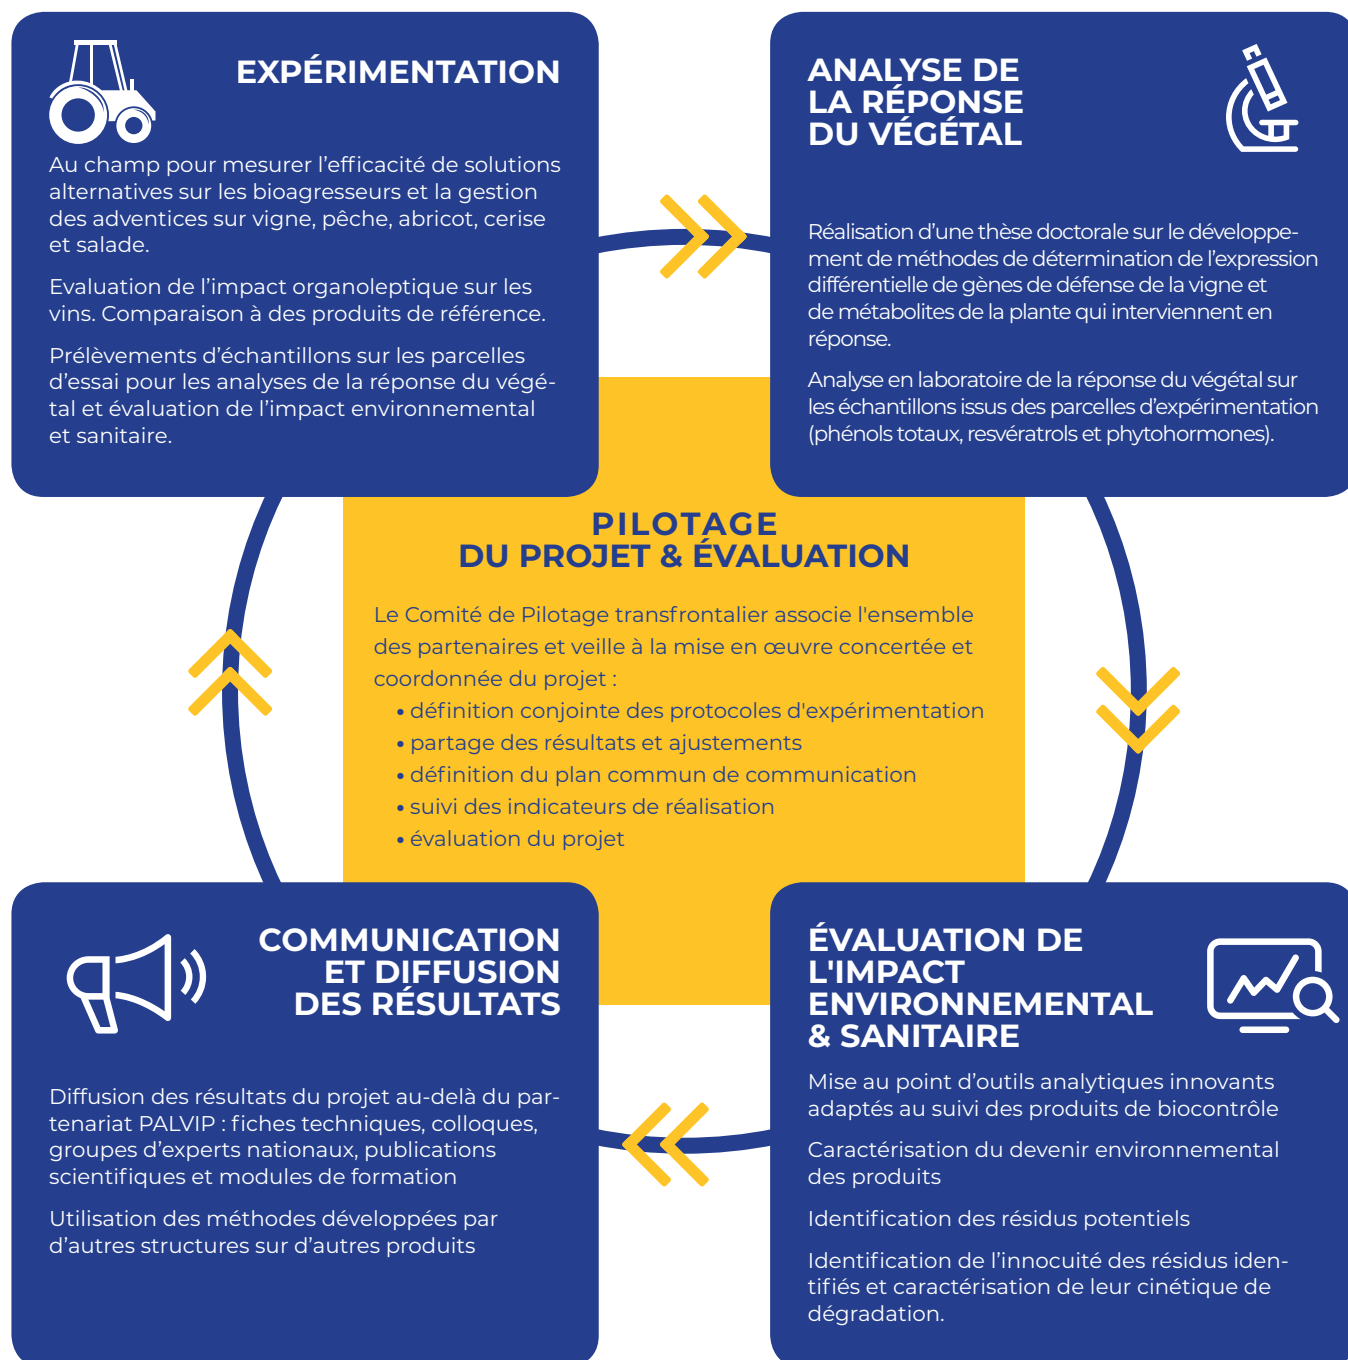 EXPÉRIMENTATION
Au champ pour mesurer l’efficacité de solutions
alternatives sur les bioagresseurs et la gestion
des adventices sur vigne, pêche, abricot, cerise
et salade.
Evaluation de l’impact organoleptique sur les
vins. Comparaison à des produits de référence.
Prélèvements d’échantillons sur les parcelles
d’essai pour les analyses de la réponse du végé-
tal et évaluation de l’impact environnemental
et sanitaire.
ANALYSE DE
LA RÉPONSE
DU VÉGÉTAL
Réalisation d’une thèse doctorale sur le développe-
ment de méthodes de détermination de l’expression
différentielle de gènes de défense de la vigne et
de métabolites de la plante qui interviennent en
réponse.
Analyse en laboratoire de la réponse du végétal sur
les échantillons issus des parcelles d’expérimentation
(phénols totaux, resvératrols et phytohormones).
PILOTAGE
DU PROJET & ÉVALUATION
Le Comité de Pilotage transfrontalier associe l'ensemble
des partenaires et veille à la mise en œuvre concertée et
coordonnée du projet :
• définition conjointe des protocoles d'expérimentation
• partage des résultats et ajustements
• définition du plan commun de communication
• suivi des indicateurs de réalisation
• évaluation du projet
COMMUNICATION
ET DIFFUSION
DES RÉSULTATS
Diffusion des résultats du projet au-delà du par-
tenariat PALVIP : fiches techniques, colloques,
groupes d’experts nationaux, publications
scientifiques et modules de formation
Utilisation des méthodes développées par
d’autres structures sur d’autres produits
ÉVALUATION DE
L'IMPACT
ENVIRONNEMENTAL
& SANITAIRE
Mise au point d’outils analytiques innovants
adaptés au suivi des produits de biocontrôle
Caractérisation du devenir environnemental
des produits
Identification des résidus potentiels
Identification de l’innocuité des résidus iden-
tifiés et caractérisation de leur cinétique de
dégradation.